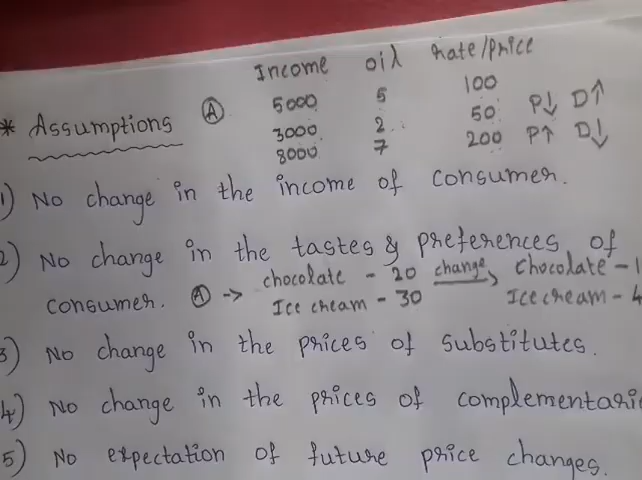 Income oil rate/price
* Assumptions Ⓐ 5000 5 100
3000 2 50 P↓ D↑
8000 7 200 P↑ D↓
1) No change in the income of consumer.
2) No change in the tastes & preferences of
consumer. Ⓐ → chocolate - 20 change Chocolate - 1
Ice cream - 30 Ice cream - 4
3) No change in the prices of substitutes.
4) No change in the prices of complementari
5) No expectation of future price changes.